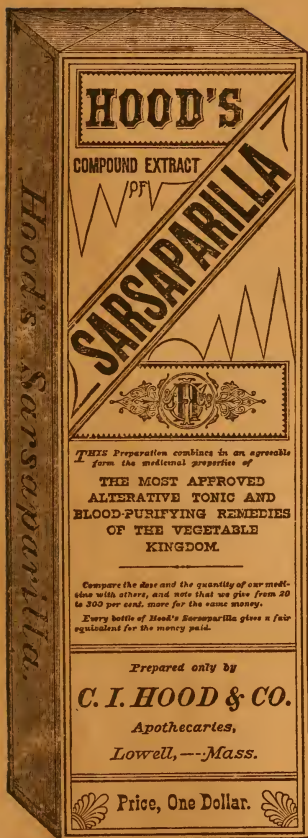 HOOD'S
COMPOUND EXTRACT
OF
SARSAPARILLA
H
THIS Preparation combines in an agreeable
form the medicinal properties of
THE MOST APPROVED
ALTERATIVE TONIC AND
BLOOD-PURIFYING REMEDIES
OF THE VEGETABLE
KINGDOM.
Compare the dose and the quantity of our medi-
cine with others, and note that we give from 20
to 300 per cent. more for the same money.
Every bottle of Hood's Sarsaparilla gives a fair
equivalent for the money paid.
Prepared only by
C. I. HOOD & CO.
Apothecaries,
Lowell, -- Mass.
Price, One Dollar.
Hood's Sarsaparilla.